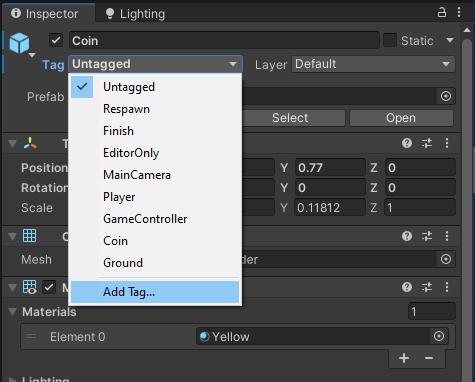 Inspector Lighting
Coin Static
Tag Untagged Layer Default
Untagged
Respawn
Finish
EditorOnly
MainCamera
Player
GameController
Coin
Ground
Add Tag...
Prefab
Select Open
T
Position Y 0.77 Z 0
Rotation Y 0 Z 0
Scale Y 0.11812 Z 1
C
Mesh der
M
Materials 1
Element 0 Yellow
+ −
Lighting